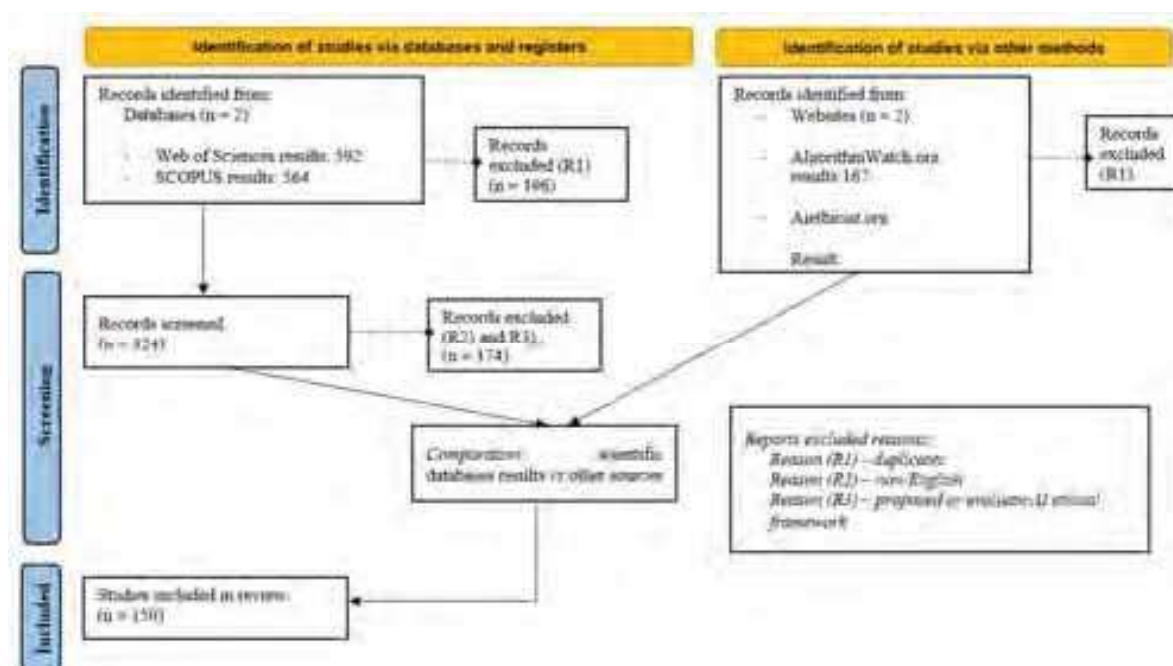 Identification of studies via databases and registers
Identification of studies via other methods
Identification
Records identified from:
Databases (n = 2)
- Web of Sciences results: 592
- SCOPUS results: 564
Records
excluded (R1)
Records identified from:
- Websites (n = 2)
- AlgorithmWatch.org
results 167
-
- Result
Records
excluded
(R1)
Screening
Records screened
Records excluded
(R2) and R3)
(n = 174)
Comparation: scientific
databases results vs other sources
Reports excluded reasons:
Reason (R1) – duplicates
Reason (R2) – non-English
Reason (R3) – proposed or evaluate AI ethical
framework
Included
Studies included in review
(n = 150)